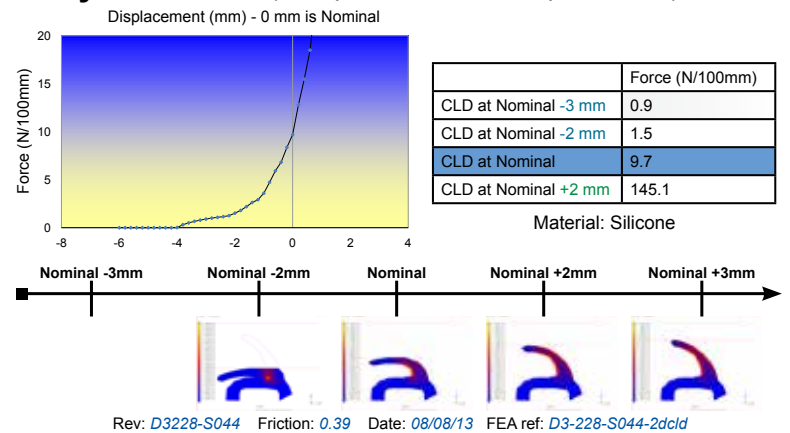 Displacement (mm) - 0 mm is Nominal
20
15
10
5
0
Force (N/100mm)
-8 -6 -4 -2 0 2 4
Force (N/100mm)
CLD at Nominal -3 mm 0.9
CLD at Nominal -2 mm 1.5
CLD at Nominal 9.7
CLD at Nominal +2 mm 145.1
Material: Silicone
Nominal -3mm Nominal -2mm Nominal Nominal +2mm Nominal +3mm
Rev: D3228-S044 Friction: 0.39 Date: 08/08/13 FEA ref: D3-228-S044-2dcld